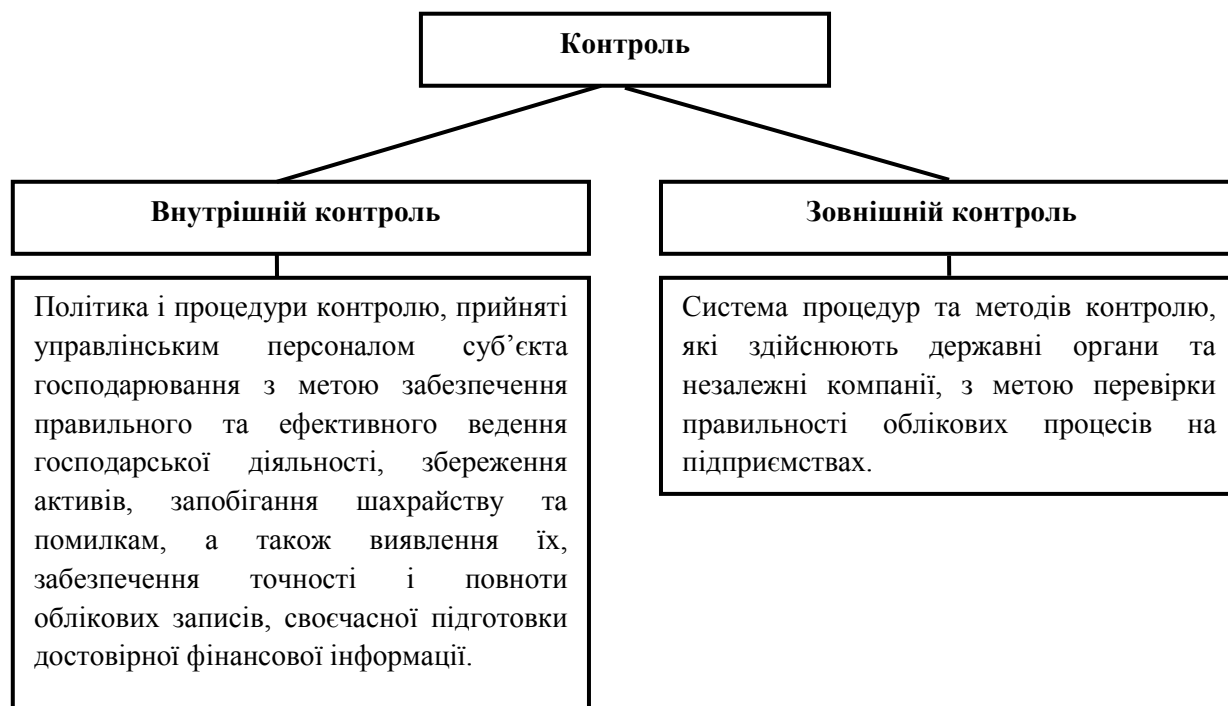 Контроль
Внутрішній контроль
Зовнішній контроль
Політика і процедури контролю, прийняті
управлінським персоналом суб’єкта
господарювання з метою забезпечення
правильного та ефективного ведення
господарської діяльності, збереження
активів, запобігання шахрайству та
помилкам, а також виявлення їх,
забезпечення точності і повноти
облікових записів, своєчасної підготовки
достовірної фінансової інформації.
Система процедур та методів контролю,
які здійснюють державні органи та
незалежні компанії, з метою перевірки
правильності облікових процесів на
підприємствах.